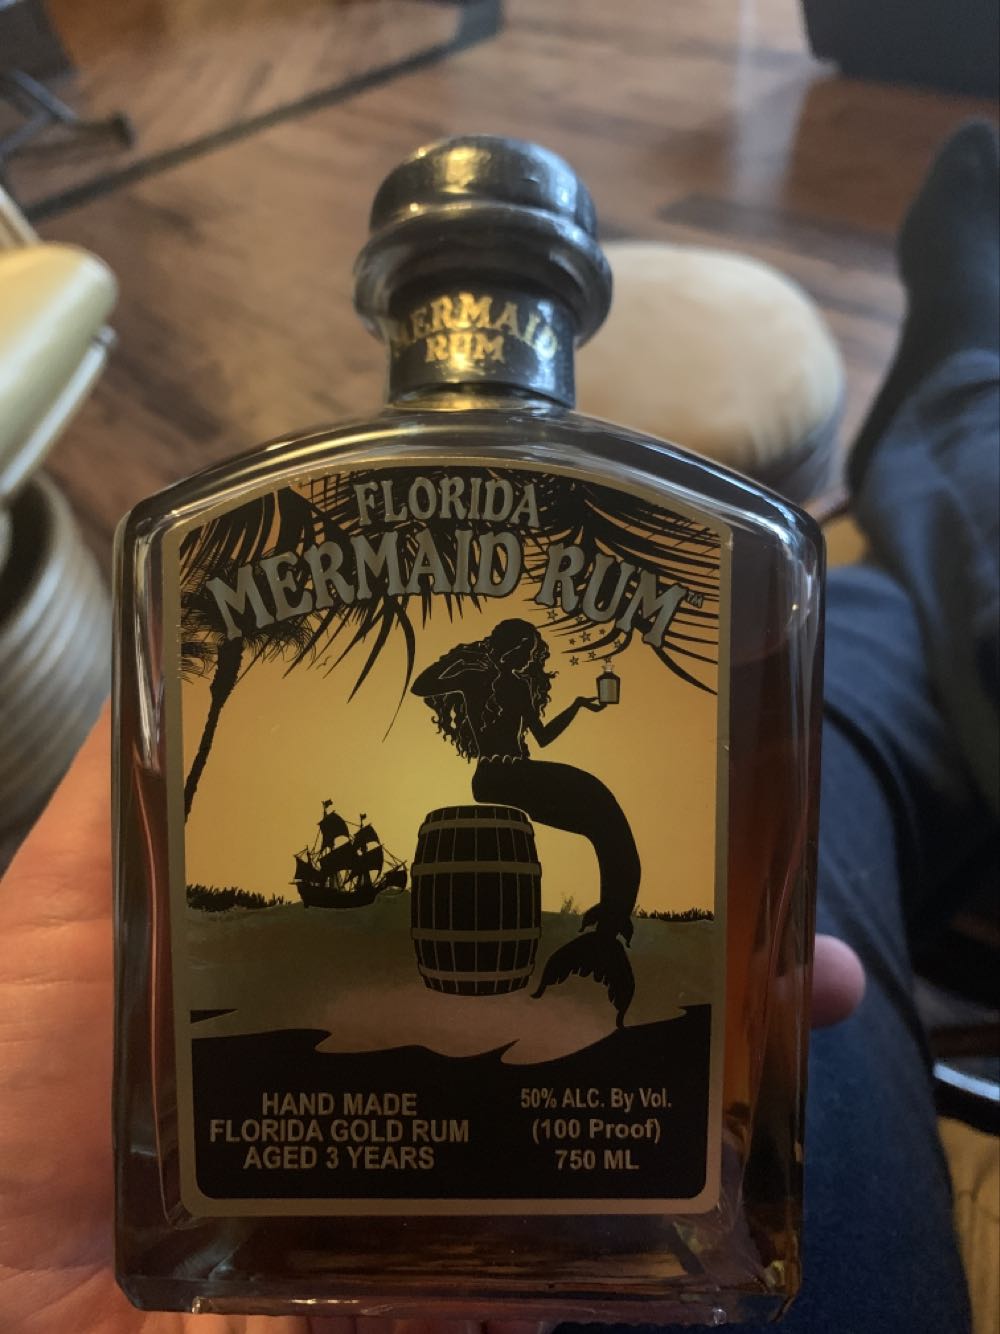 MERMAID
RUM
FLORIDA
MERMAID RUM™
HAND MADE
FLORIDA GOLD RUM
AGED 3 YEARS
50% ALC. By Vol.
(100 Proof)
750 ML